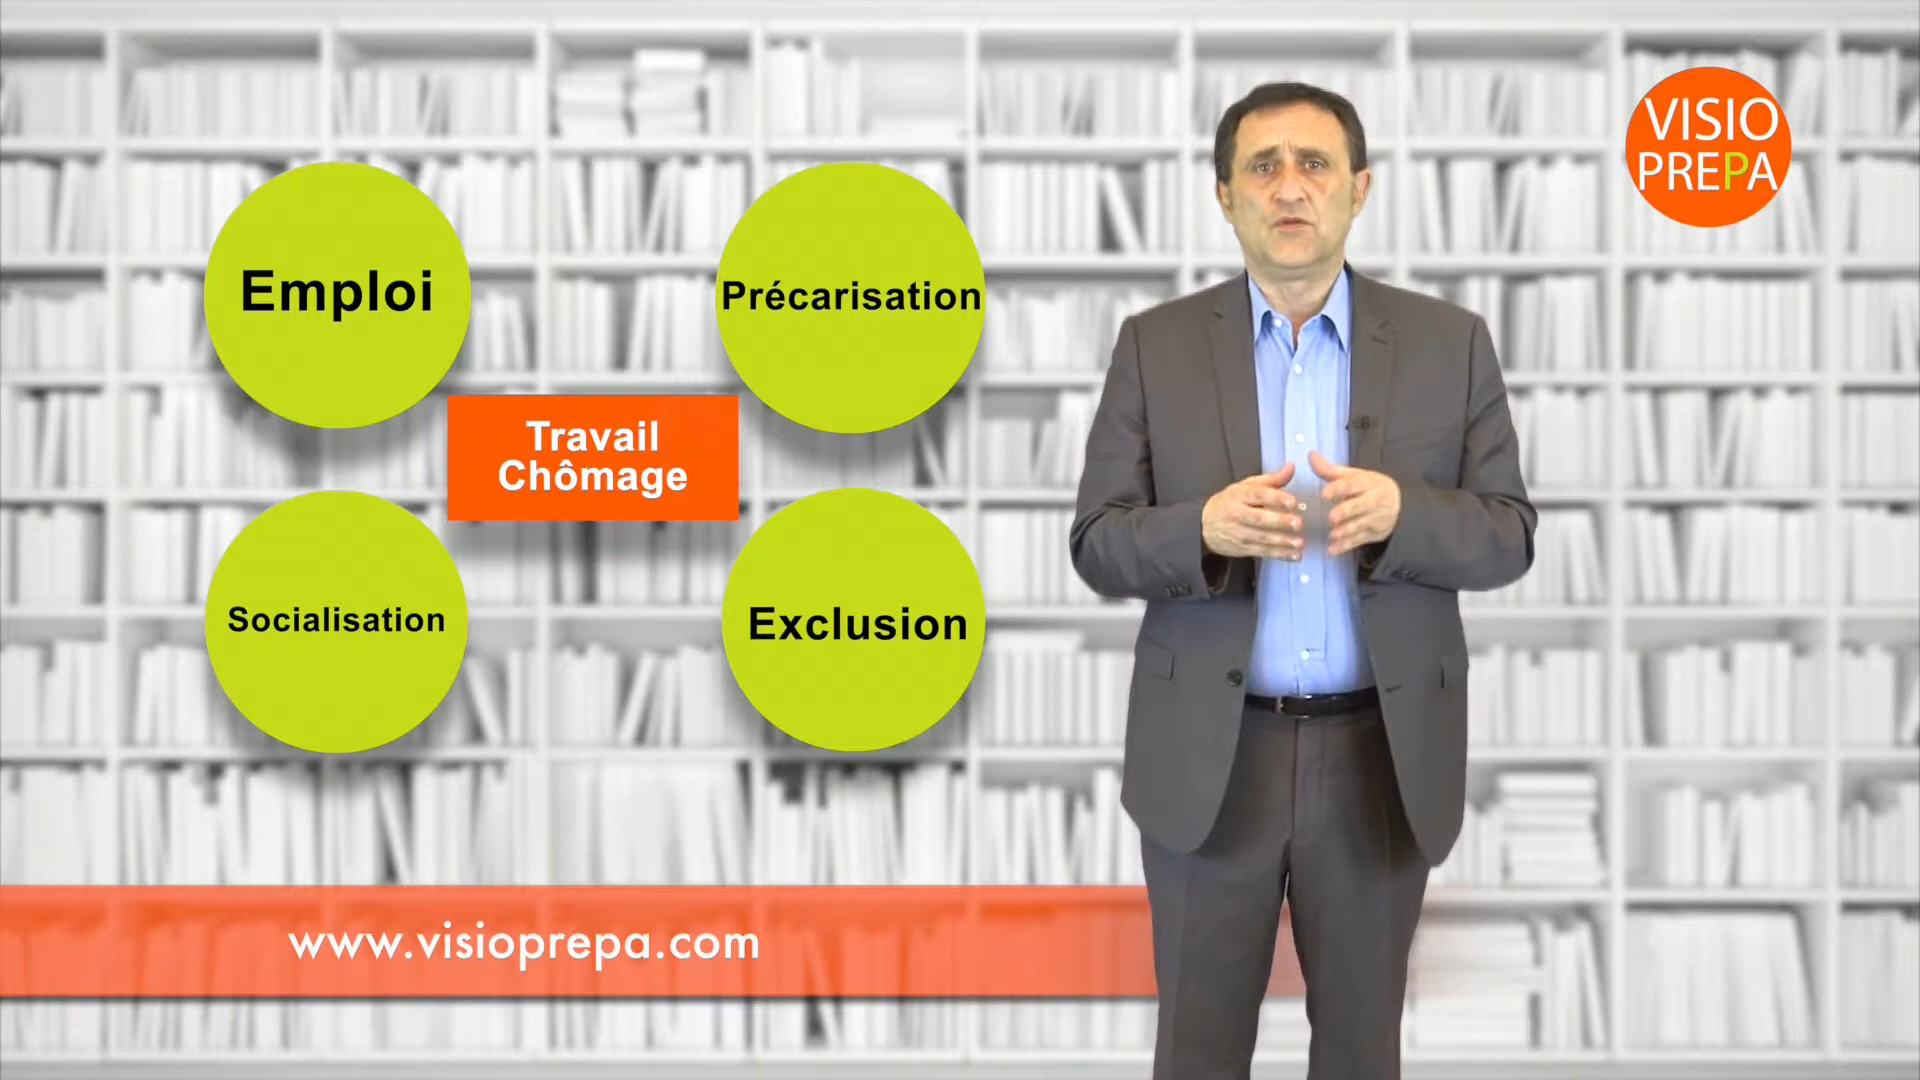 VISIO
PREPA
Emploi
Précarisation
Travail
Chômage
Socialisation
Exclusion
www.visioprepa.com